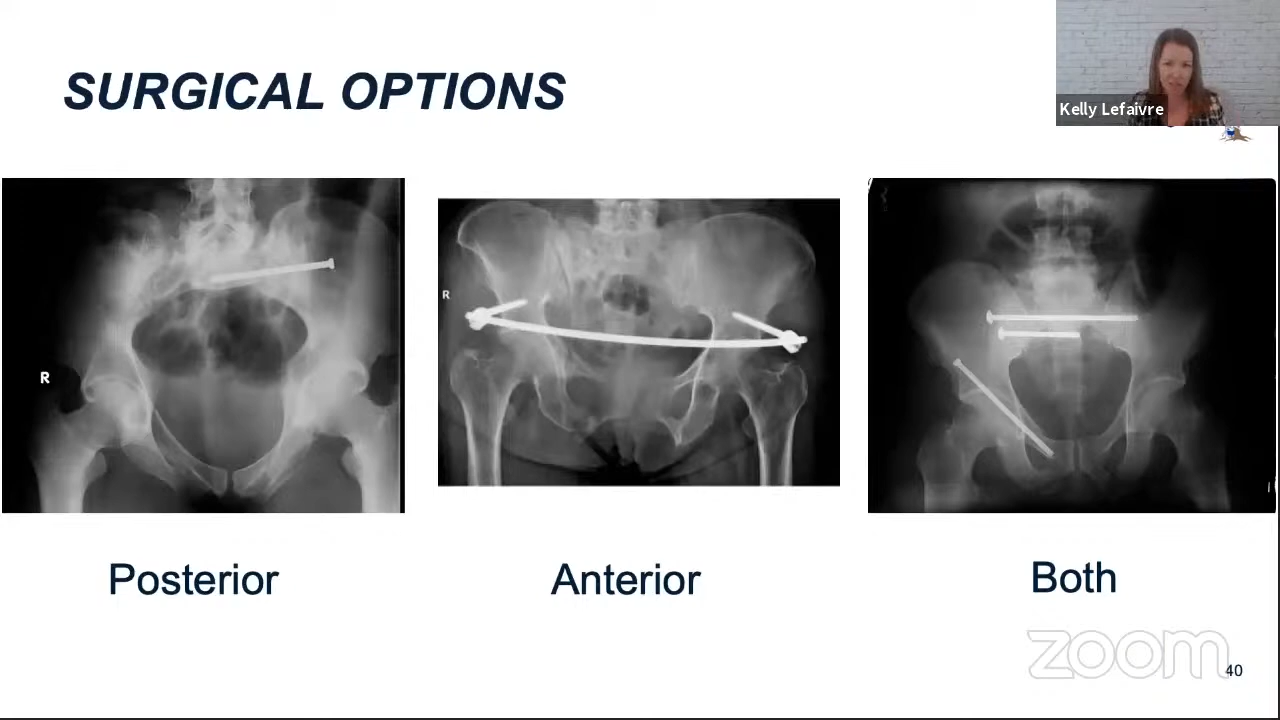 SURGICAL OPTIONS
Kelly Lefaivre
R
R
Posterior
Anterior
Both
zoom
40